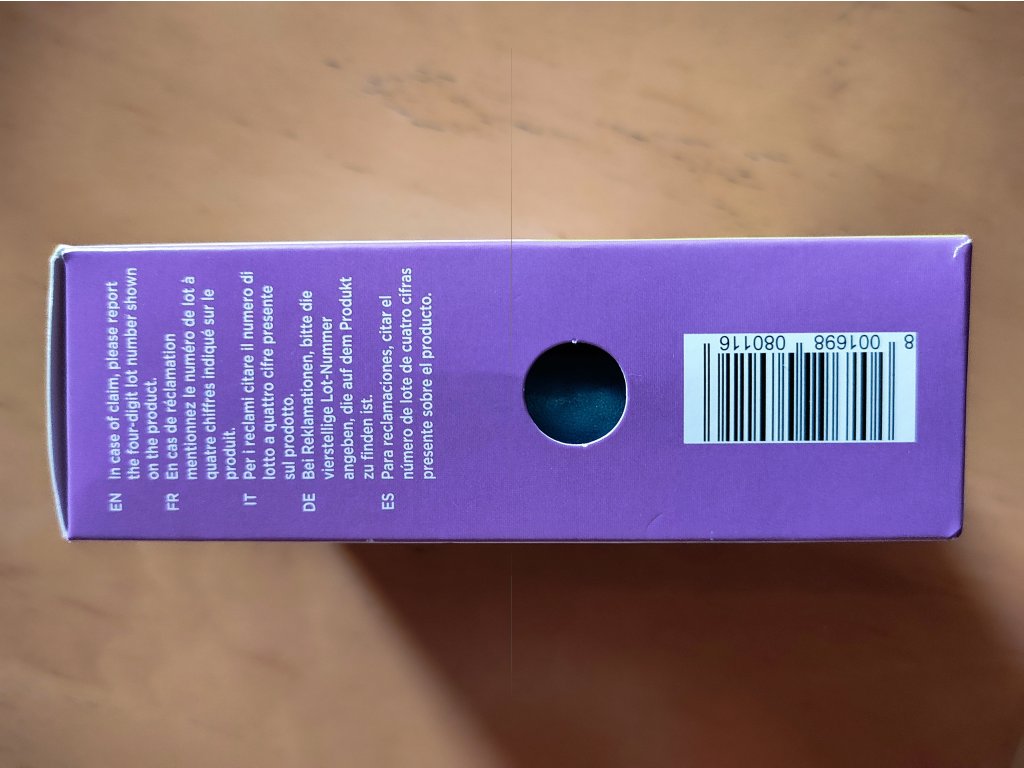 EN In case of claim, please report
the four-digit lot number shown
on the product.
FR En cas de réclamation
mentionnez le numéro de lot à
quatre chiffres indiqué sur le
produit.
IT Per i reclami citare il numero di
lotto a quattro cifre presente
sul prodotto.
DE Bei Reklamationen, bitte die
vierstellige Lot-Nummer
angeben, die auf dem Produkt
zu finden ist.
ES Para reclamaciones, citar el
número de lote de cuatro cifras
presente sobre el producto.
8 001698 080116